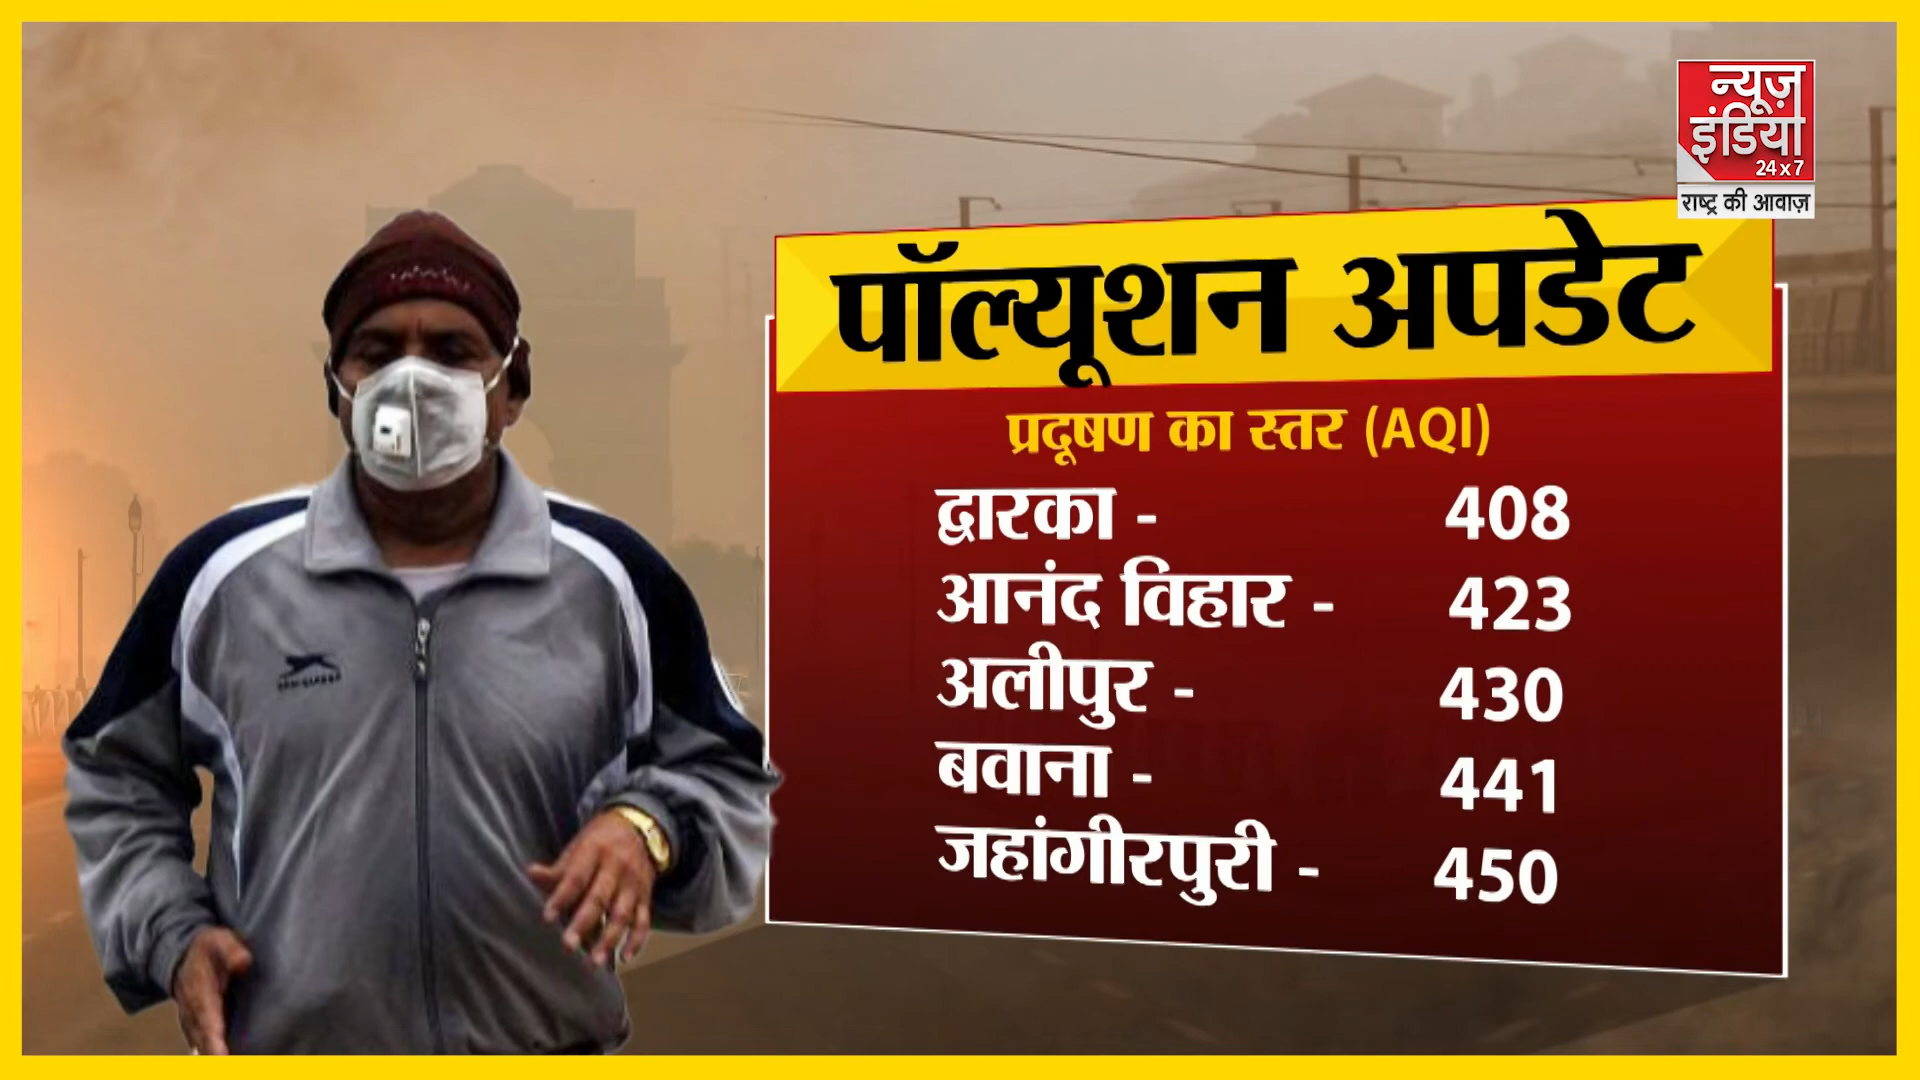 न्यूज़
इंडिया
24x7
राष्ट्र की आवाज़
पॉल्यूशन अपडेट
प्रदूषण का स्तर (AQI)
द्वारका - 408
आनंद विहार - 423
अलीपुर - 430
बवाना - 441
जहांगीरपुरी - 450